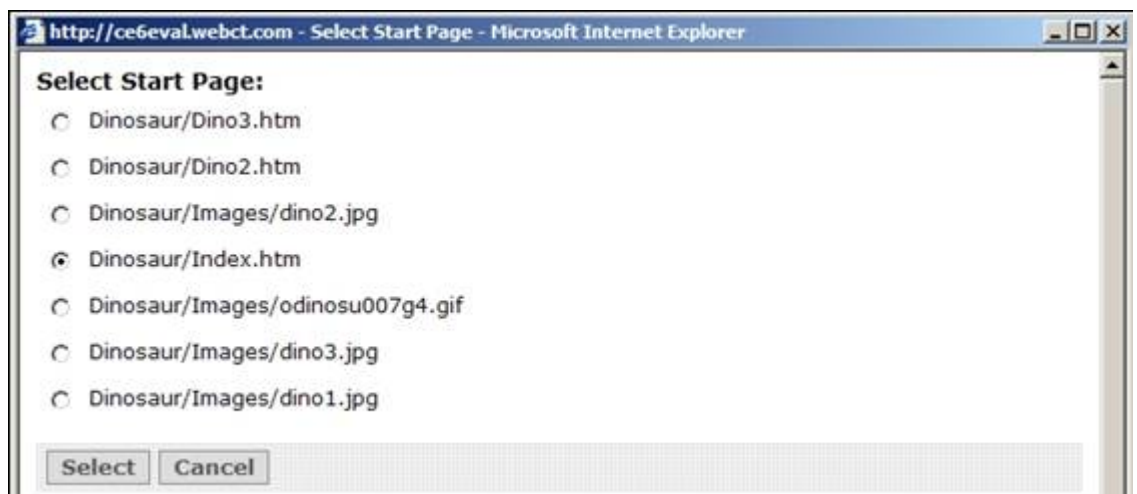 http://ce6eval.webct.com - Select Start Page - Microsoft Internet Explorer
Select Start Page:
Dinosaur/Dino3.htm
Dinosaur/Dino2.htm
Dinosaur/Images/dino2.jpg
Dinosaur/Index.htm
Dinosaur/Images/odinosu007g4.gif
Dinosaur/Images/dino3.jpg
Dinosaur/Images/dino1.jpg
Select Cancel